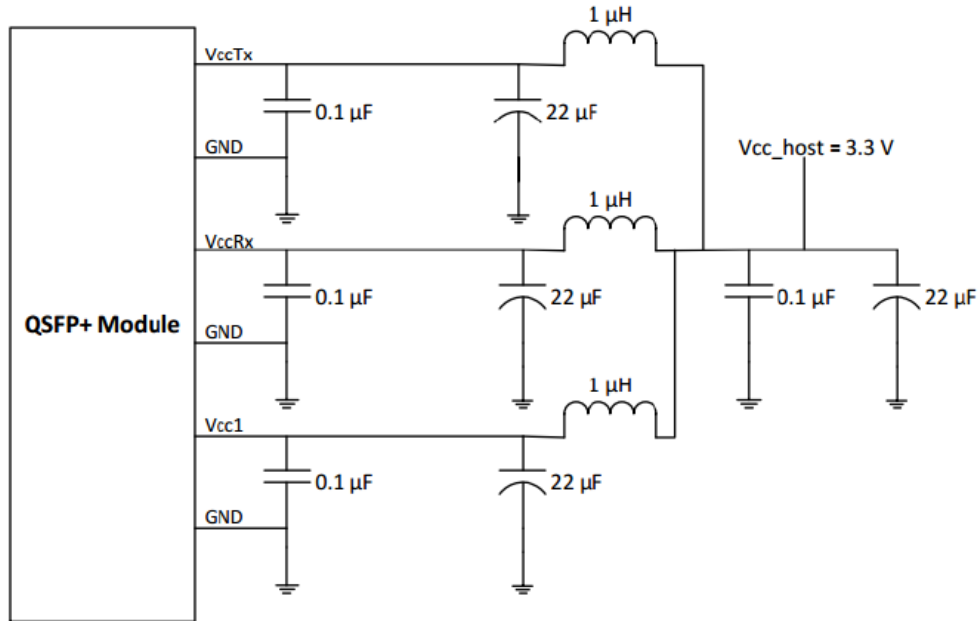 1 µH
VccTx
0.1 µF
22 µF
GND
Vcc_host = 3.3 V
1 µH
VccRx
0.1 µF
22 µF
0.1 µF
22 µF
QSFP+ Module
GND
1 µH
Vcc1
0.1 µF
22 µF
GND